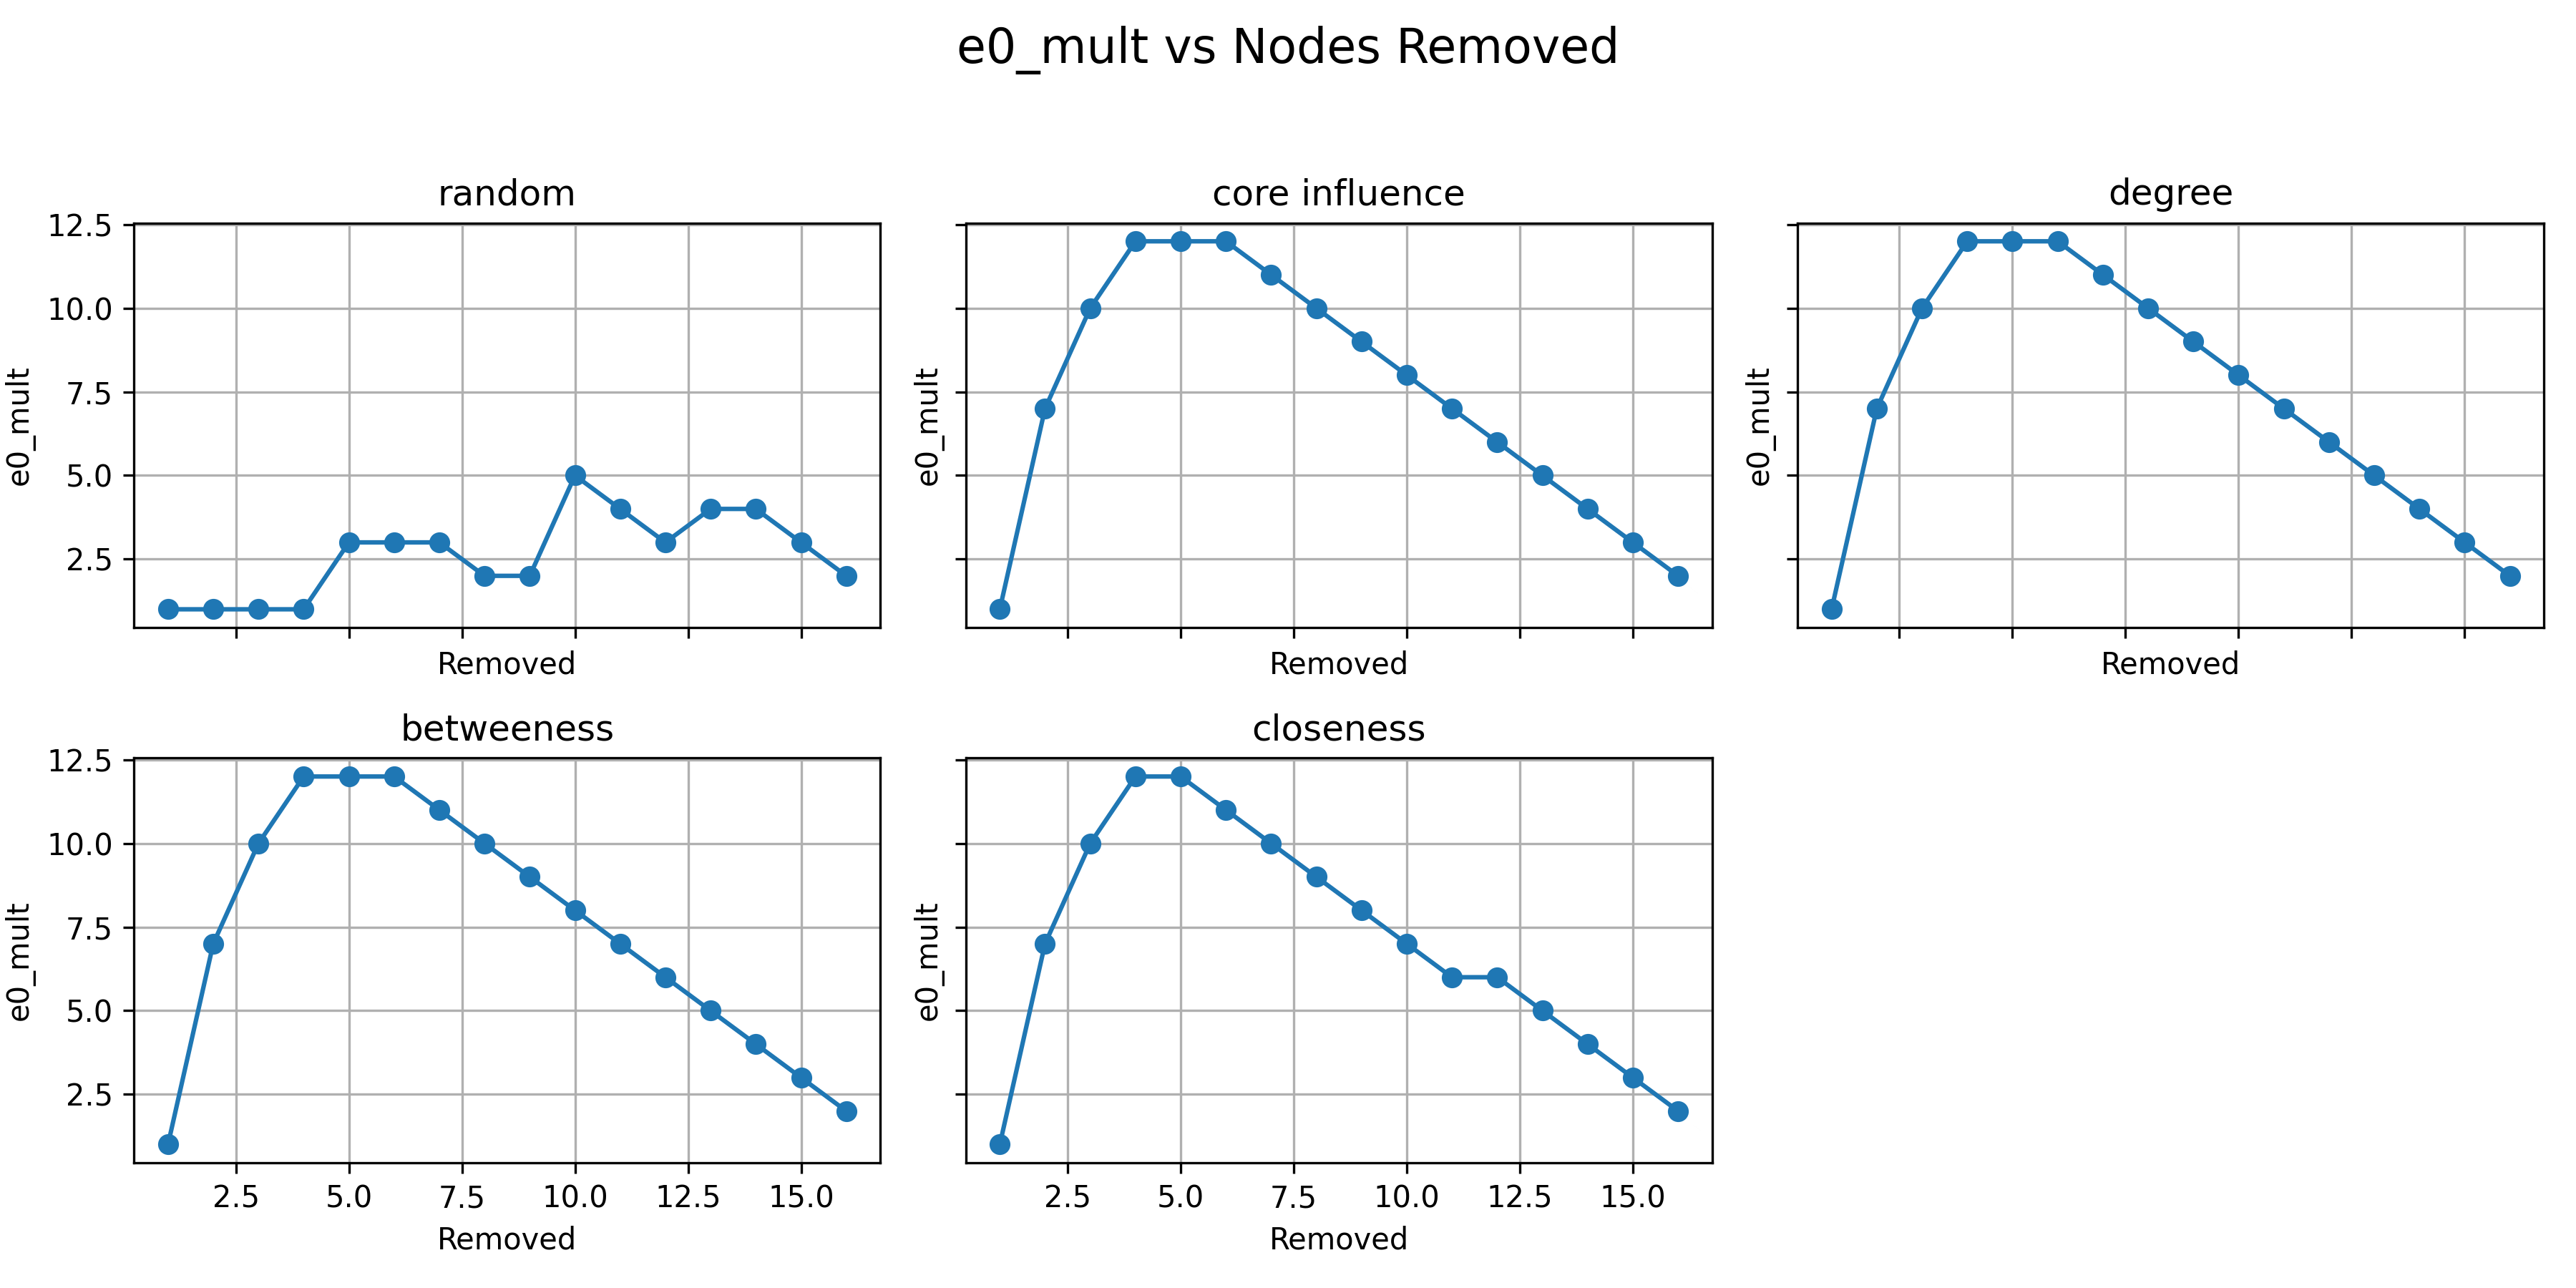 e0_mult vs Nodes Removed
random
core influence
degree
12.5
10.0
7.5
5.0
2.5
e0_mult
e0_mult
e0_mult
Removed
Removed
Removed
betweeness
closeness
12.5
10.0
7.5
5.0
2.5
e0_mult
e0_mult
2.5 5.0 7.5 10.0 12.5 15.0
2.5 5.0 7.5 10.0 12.5 15.0
Removed
Removed